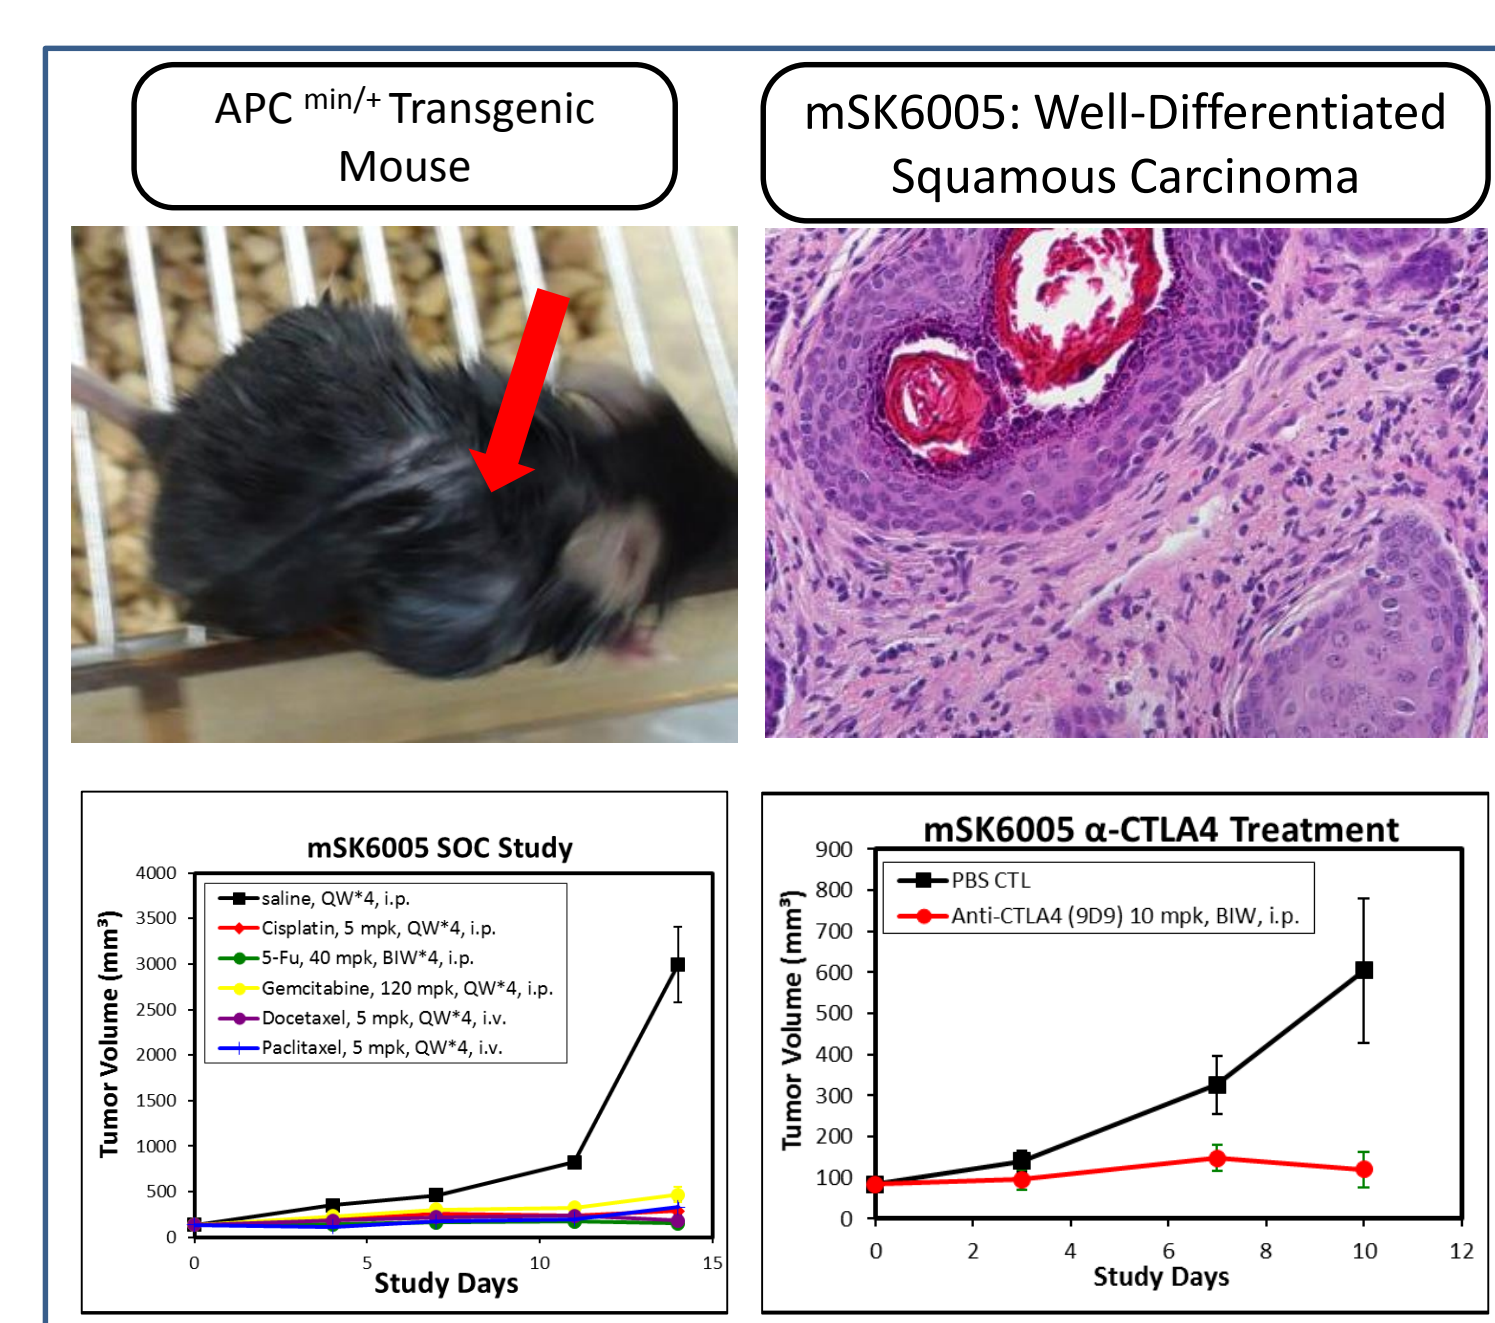 APC min/+ Transgenic
Mouse
mSK6005: Well-Differentiated
Squamous Carcinoma
mSK6005 SOC Study
Tumor Volume (mm³)
4000
3500
3000
2500
2000
1500
1000
500
0
saline, QW*4, i.p.
Cisplatin, 5 mpk, QW*4, i.p.
5-Fu, 40 mpk, BIW*4, i.p.
Gemcitabine, 120 mpk, QW*4, i.p.
Docetaxel, 5 mpk, QW*4, i.v.
Paclitaxel, 5 mpk, QW*4, i.v.
0 5 10 15
Study Days
mSK6005 α-CTLA4 Treatment
Tumor Volume (mm³)
900
800
700
600
500
400
300
200
100
0
PBS CTL
Anti-CTLA4 (9D9) 10 mpk, BIW, i.p.
0 2 4 6 8 10 12
Study Days